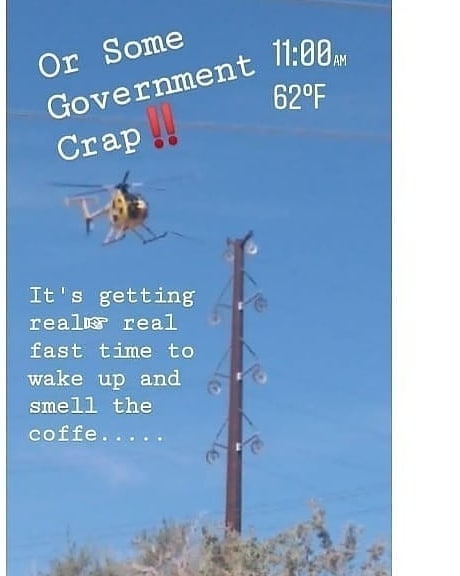 Or Some
Government
Crap‼️
11:00AM
62°F
It's getting
real👉 real
fast time to
wake up and
smell the
coffe.....